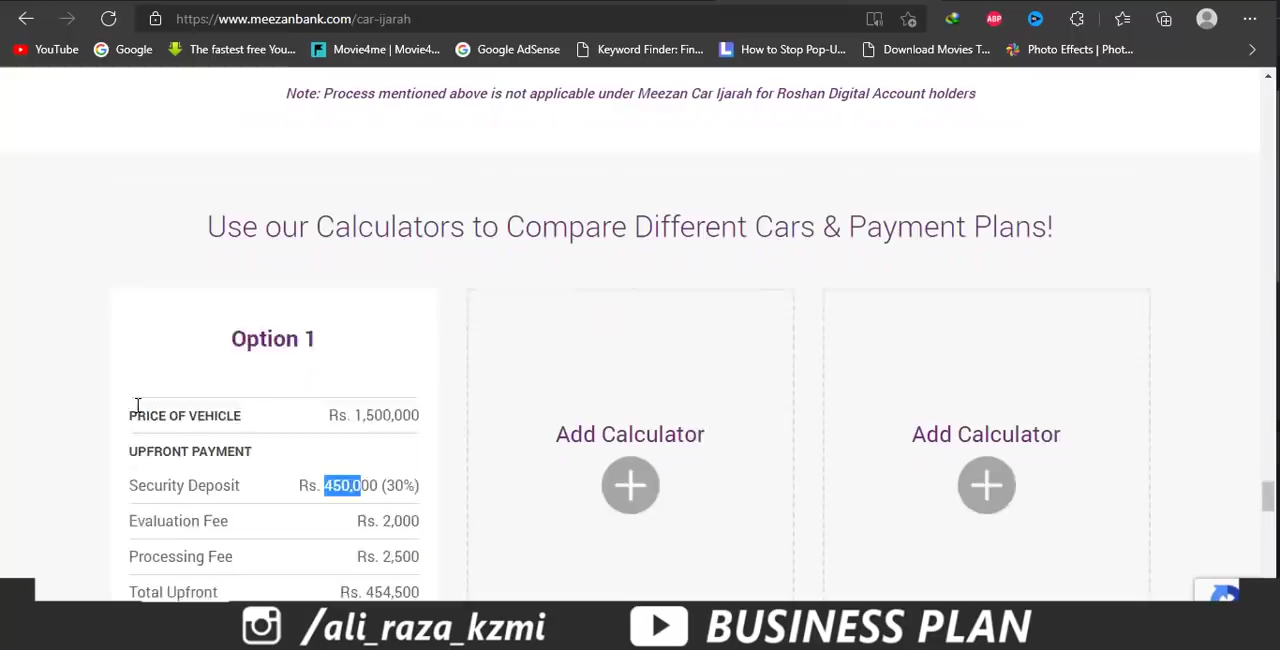 https://www.meezanbank.com/car-ijarah
ABP
YouTube
Google
The fastest free You...
Movie4me | Movie4...
Google AdSense
Keyword Finder: Fin...
How to Stop Pop-U...
Download Movies T...
Photo Effects | Phot...
Note: Process mentioned above is not applicable under Meezan Car Ijarah for Roshan Digital Account holders
Use our Calculators to Compare Different Cars & Payment Plans!
Option 1
PRICE OF VEHICLE Rs. 1,500,000
UPFRONT PAYMENT
Security Deposit Rs. 450,000 (30%)
Evaluation Fee Rs. 2,000
Processing Fee Rs. 2,500
Total Upfront Rs. 454,500
Add Calculator
Add Calculator
/ali_raza_kzmi
BUSINESS PLAN